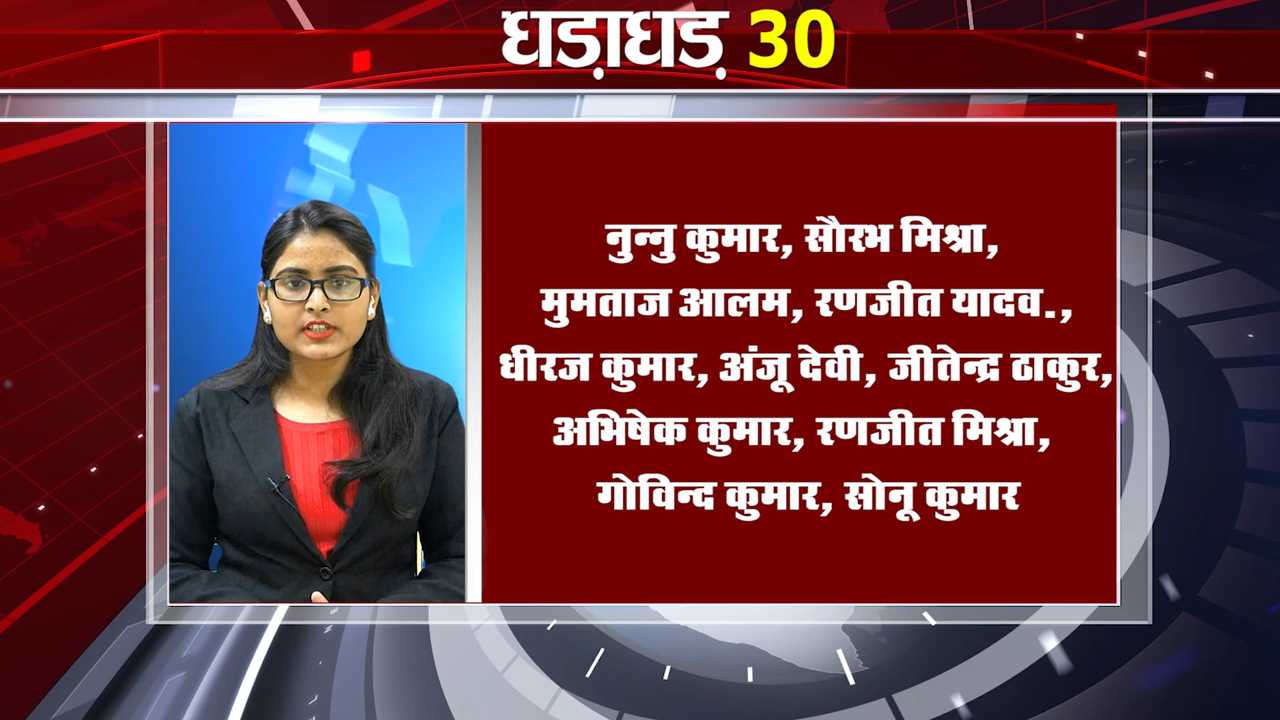 धड़ाधड़ 30
नुन्नु कुमार, सौरभ मिश्रा,
मुमताज आलम, रणजीत यादव.,
धीरज कुमार, अंजू देवी, जीतेन्द्र ठाकुर,
अभिषेक कुमार, रणजीत मिश्रा,
गोविन्द कुमार, सोनू कुमार